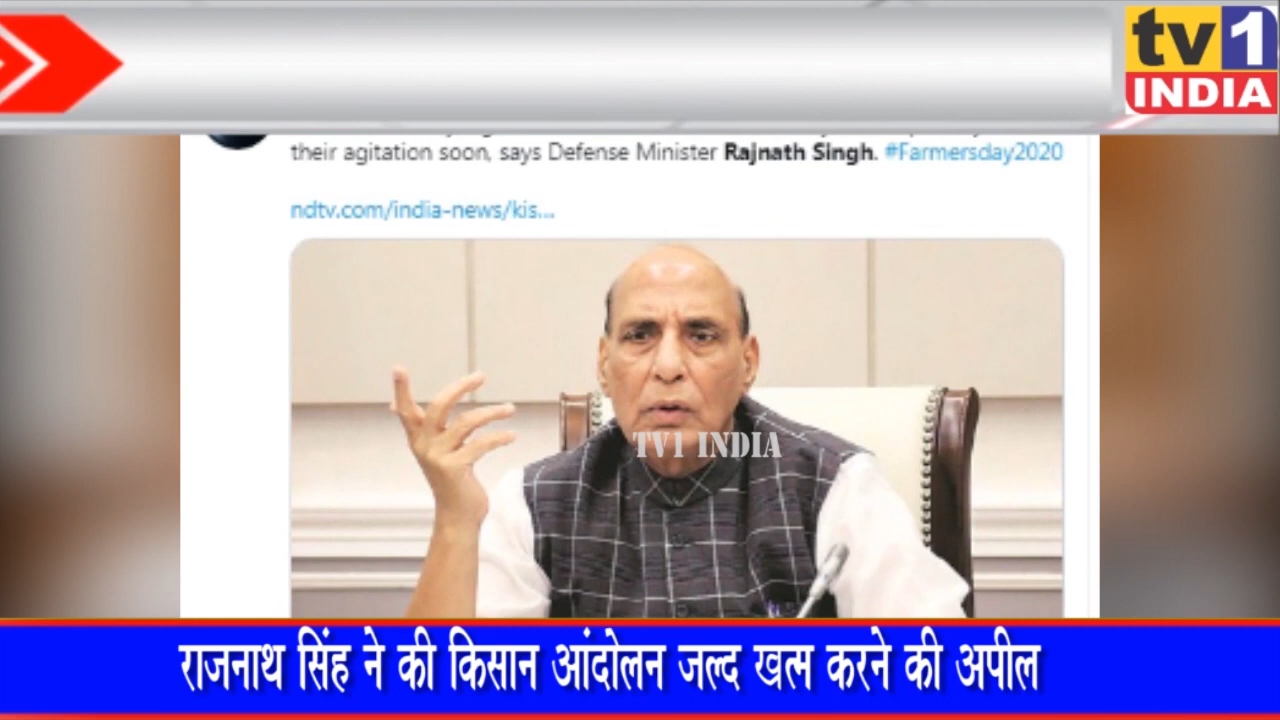 tv1
INDIA
their agitation soon, says Defense Minister Rajnath Singh. #Farmersday2020
ndtv.com/india-news/kis...
TV1 INDIA
राजनाथ सिंह ने की किसान आंदोलन जल्द खत्म करने की अपील